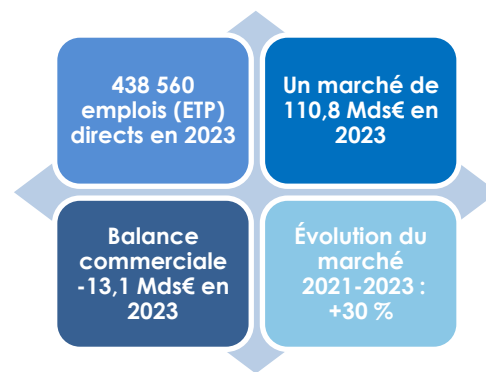 438 560
emplois (ETP)
directs en 2023
Un marché de
110,8 Mds€ en
2023
Balance
commerciale
-13,1 Mds€ en
2023
Évolution du
marché
2021-2023 :
+30 %